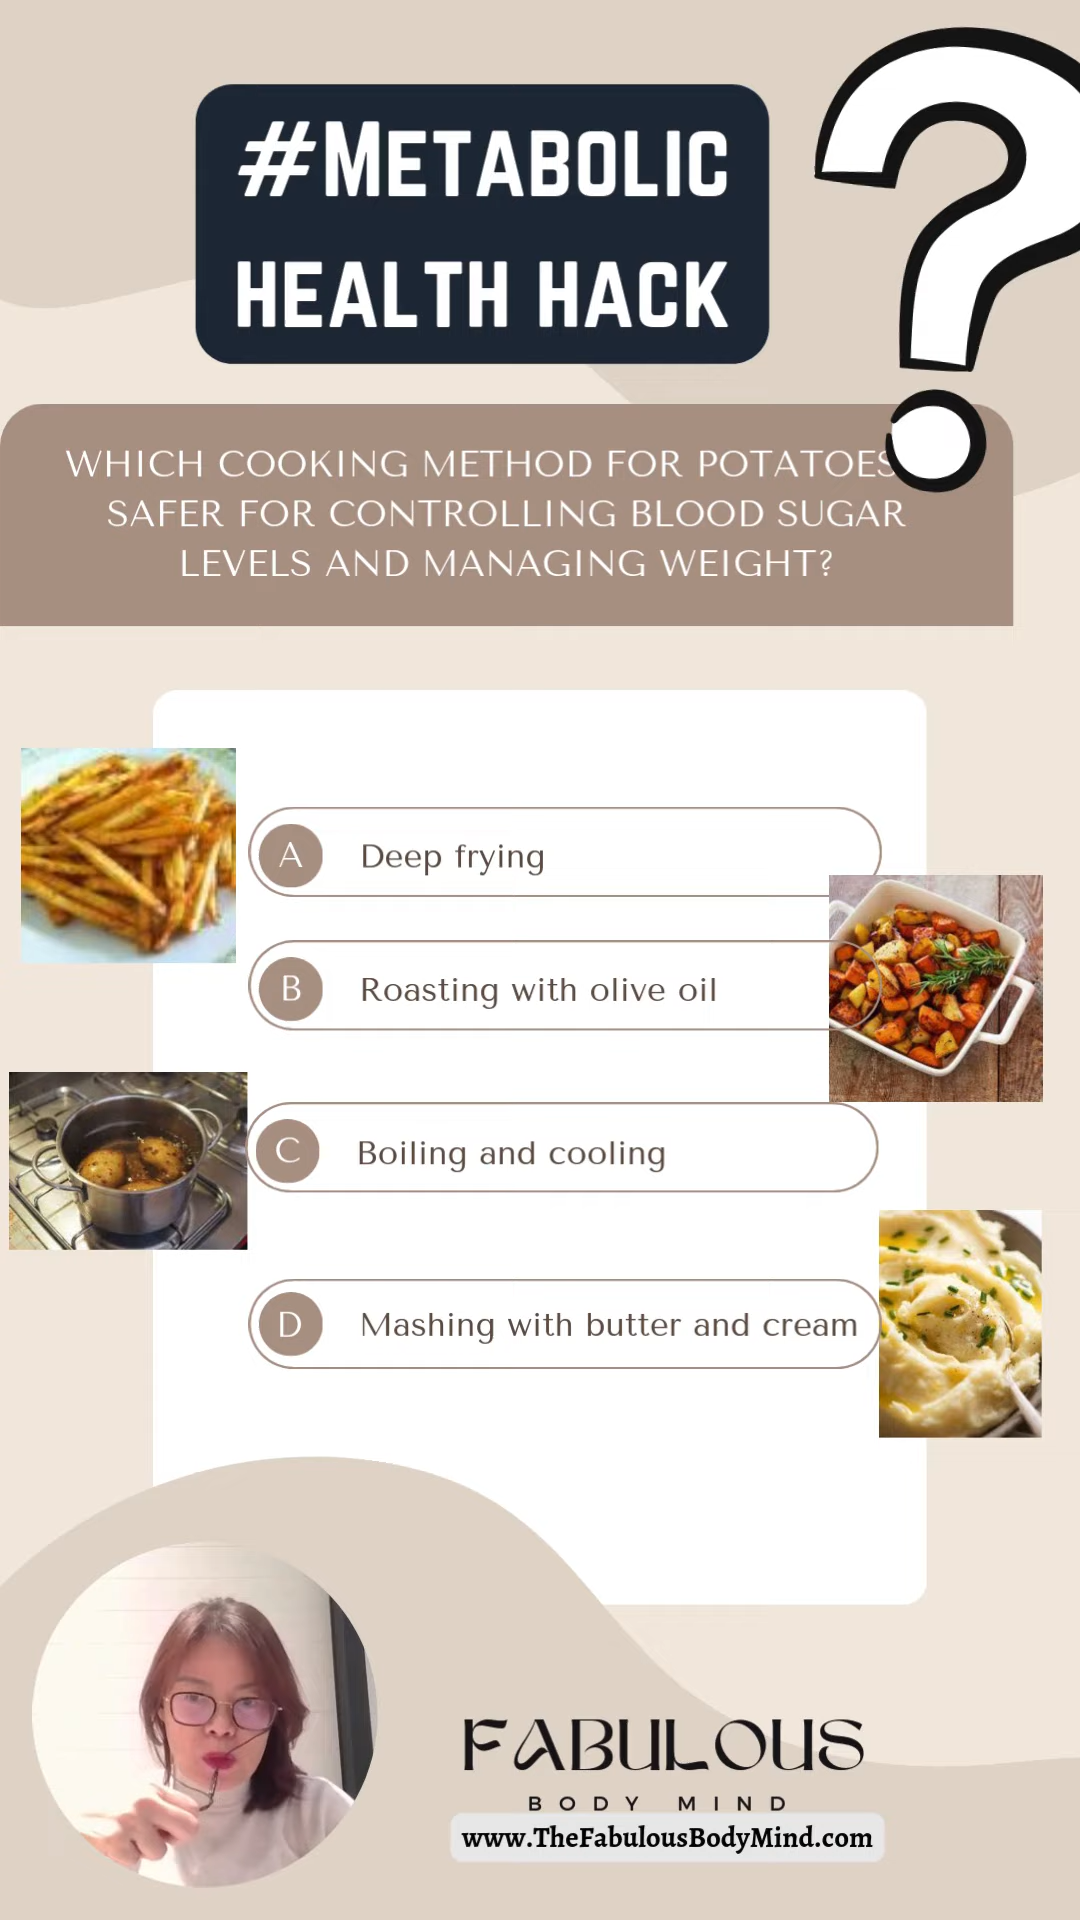 #METABOLIC
HEALTH HACK
WHICH COOKING METHOD FOR POTATOES
SAFER FOR CONTROLLING BLOOD SUGAR
LEVELS AND MANAGING WEIGHT?
A Deep frying
B Roasting with olive oil
C Boiling and cooling
D Mashing with butter and cream
FABULOUS
BODY MIND
www.TheFabulousBodyMind.com